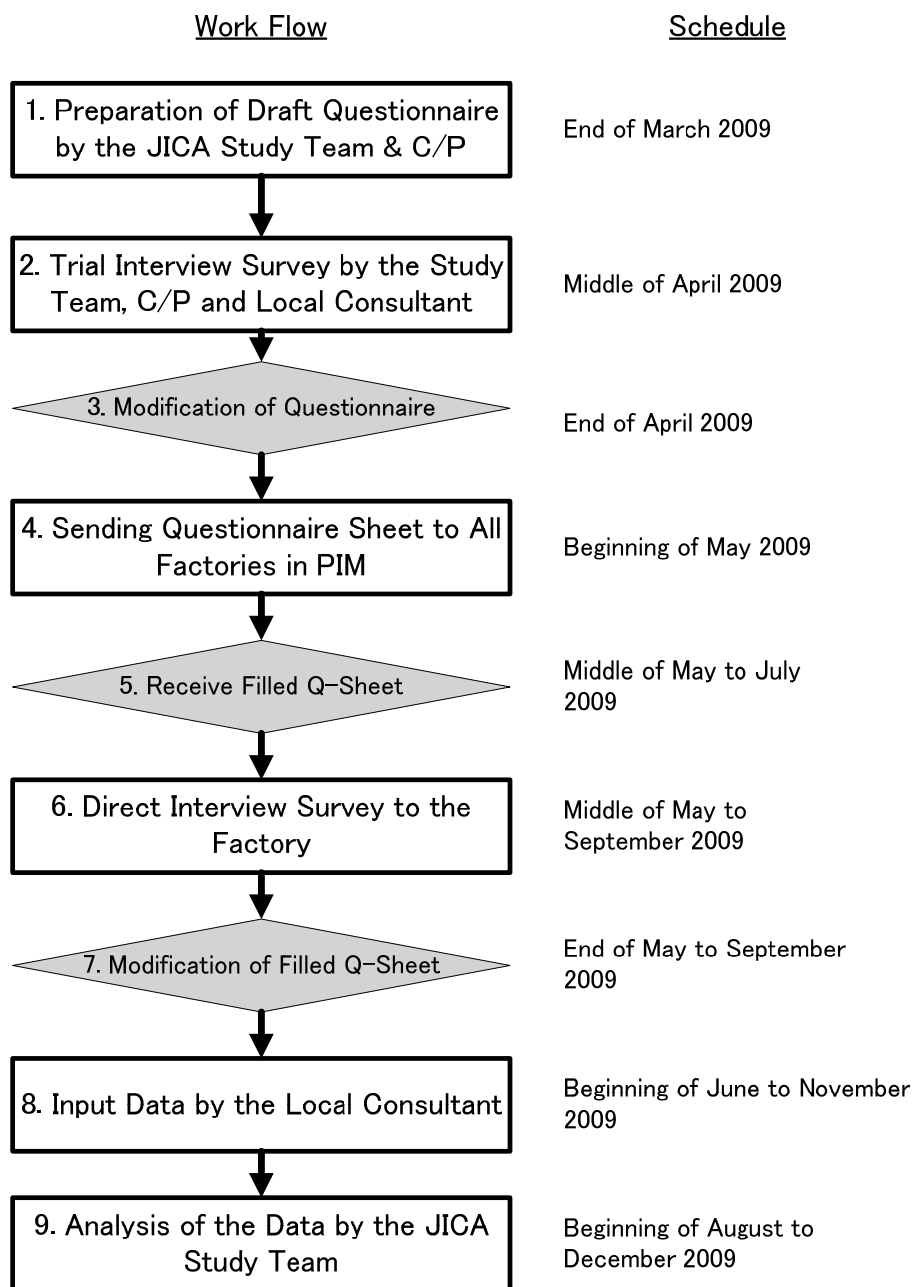 Work Flow
Schedule
1. Preparation of Draft Questionnaire
by the JICA Study Team & C/P
End of March 2009
2. Trial Interview Survey by the Study
Team, C/P and Local Consultant
Middle of April 2009
3. Modification of Questionnaire
End of April 2009
4. Sending Questionnaire Sheet to All
Factories in PIM
Beginning of May 2009
5. Receive Filled Q-Sheet
Middle of May to July
2009
6. Direct Interview Survey to the
Factory
Middle of May to
September 2009
7. Modification of Filled Q-Sheet
End of May to September
2009
8. Input Data by the Local Consultant
Beginning of June to November
2009
9. Analysis of the Data by the JICA
Study Team
Beginning of August to
December 2009